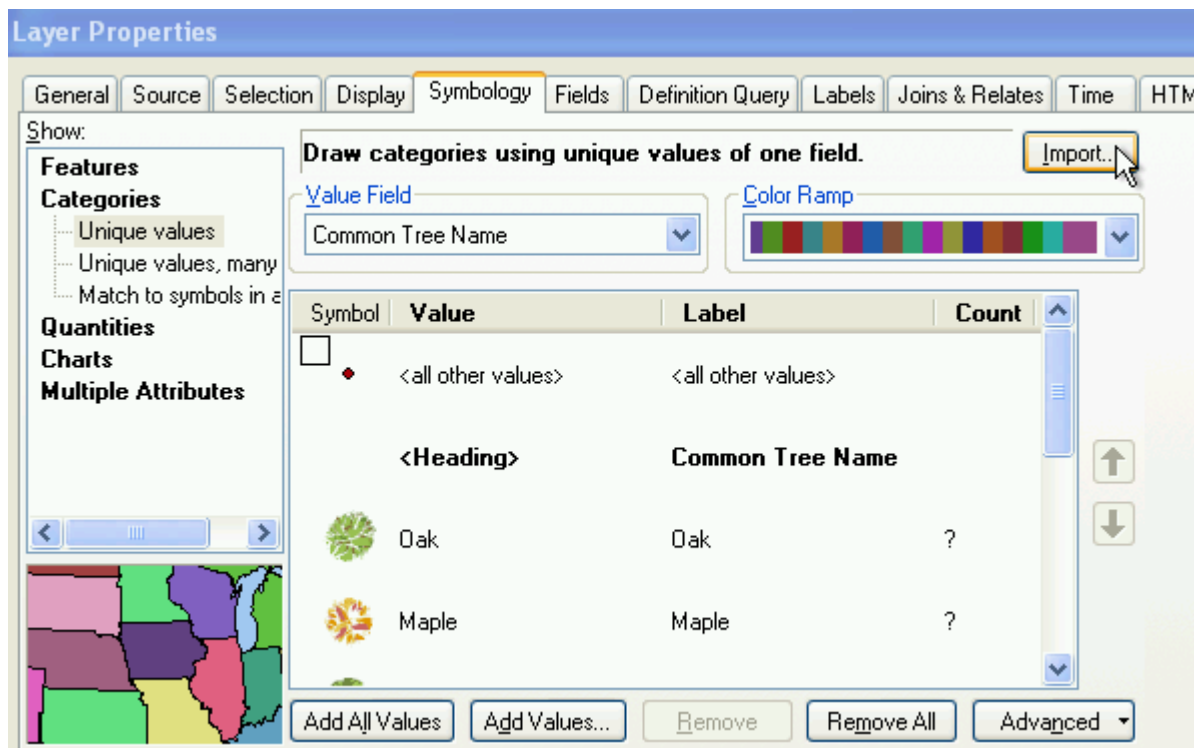 Layer Properties
General Source Selection Display Symbology Fields Definition Query Labels Joins & Relates Time HTM
Show:
Features
Categories
Unique values
Unique values, many
Match to symbols in a
Quantities
Charts
Multiple Attributes
Draw categories using unique values of one field.
Import...
Value Field
Common Tree Name
Color Ramp
Symbol Value Label Count
<all other values> <all other values>
<Heading> Common Tree Name
Oak Oak ?
Maple Maple ?
Add All Values Add Values... Remove Remove All Advanced